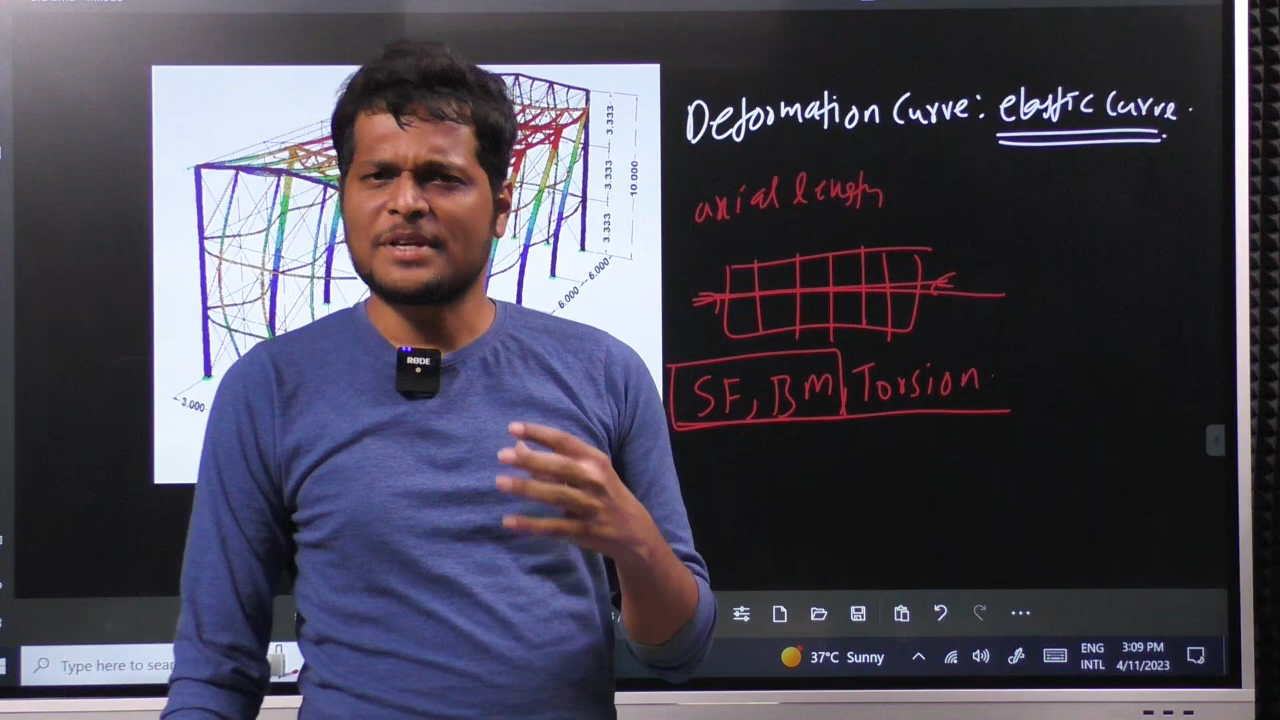 Deformation Curve: elastic curve.
axial length
SF, BM, Torsion.
3.333
3.333
3.333
10.000
6.000
6.000
3.000
RØDE
Type here to sear
37°C Sunny
ENG
INTL
3:09 PM
4/11/2023